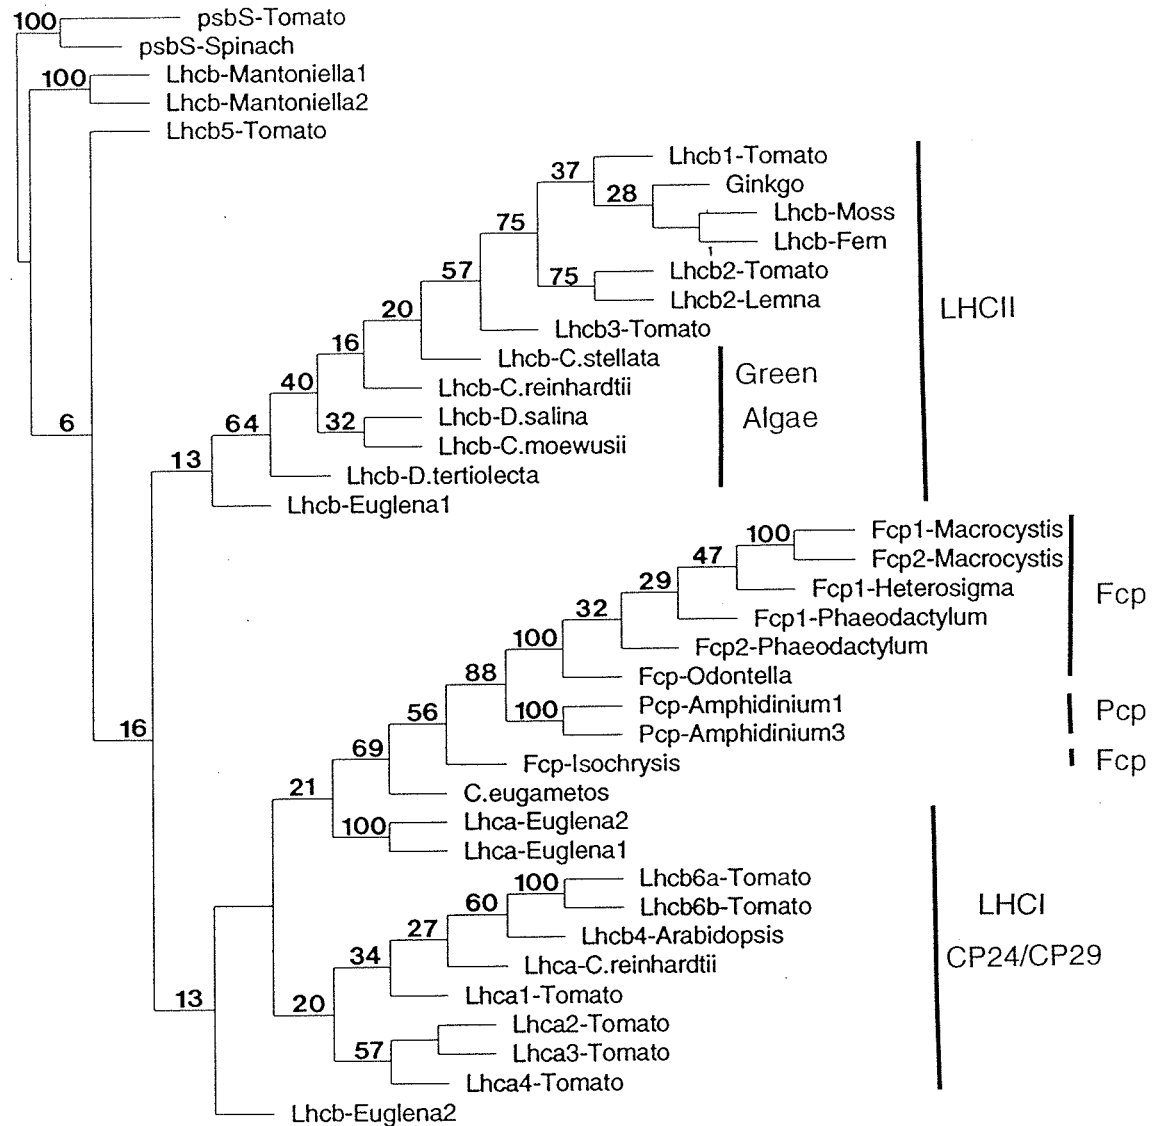 100
psbS-Tomato
psbS-Spinach
100
Lhcb-Mantoniella1
Lhcb-Mantoniella2
Lhcb5-Tomato
37
Lhcb1-Tomato
28
Ginkgo
Lhcb-Moss
75
Lhcb-Fern
75
Lhcb2-Tomato
57
Lhcb2-Lemna
LHCII
20
Lhcb3-Tomato
16
Lhcb-C.stellata
Green
Algae
40
Lhcb-C.reinhardtii
32
Lhcb-D.salina
6
64
Lhcb-C.moewusii
13
Lhcb-D.tertiolecta
Lhcb-Euglena1
100
Fcp1-Macrocystis
47
Fcp2-Macrocystis
29
Fcp1-Heterosigma
Fcp
32
Fcp1-Phaeodactylum
100
Fcp2-Phaeodactylum
88
Fcp-Odontella
56
100
Pcp-Amphidinium1
Pcp
16
Pcp-Amphidinium3
69
Fcp-Isochrysis
Fcp
21
C.eugametos
100
Lhca-Euglena2
Lhca-Euglena1
100
Lhcb6a-Tomato
60
Lhcb6b-Tomato
LHCI
CP24/CP29
27
Lhcb4-Arabidopsis
34
Lhca-C.reinhardtii
13
20
Lhca1-Tomato
Lhca2-Tomato
57
Lhca3-Tomato
Lhca4-Tomato
Lhcb-Euglena2